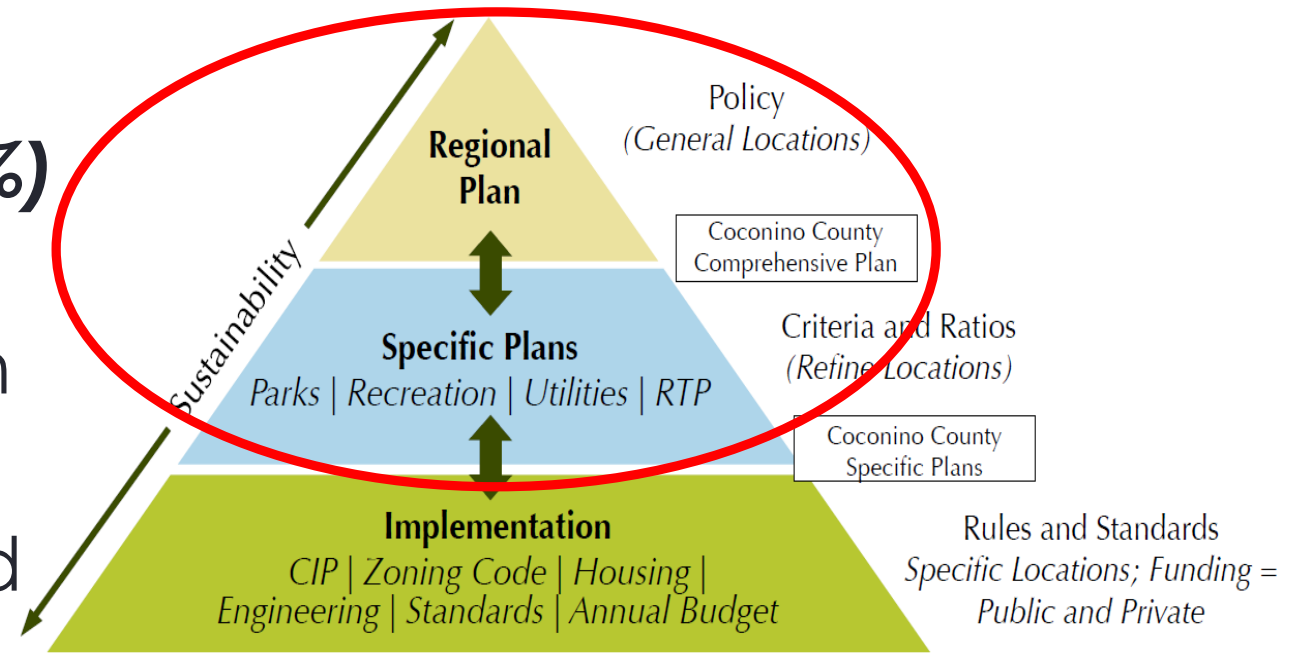 %)
n
d
Sustainability
Regional
Plan
Policy
(General Locations)
Coconino County
Comprehensive Plan
Specific Plans
Parks | Recreation | Utilities | RTP
Criteria and Ratios
(Refine Locations)
Coconino County
Specific Plans
Implementation
CIP | Zoning Code | Housing |
Engineering | Standards | Annual Budget
Rules and Standards
Specific Locations; Funding =
Public and Private